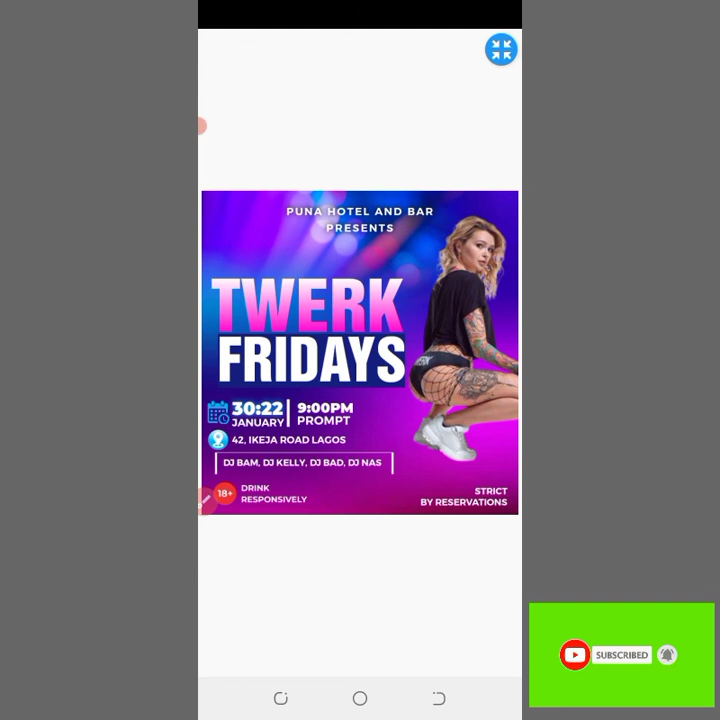 PUNA HOTEL AND BAR
PRESENTS
TWERK
FRIDAYS
30:22
JANUARY
9:00PM
PROMPT
42, IKEJA ROAD LAGOS
DJ BAM, DJ KELLY, DJ BAD, DJ NAS
18+
DRINK
RESPONSIVELY
STRICT
BY RESERVATIONS
SUBSCRIBED